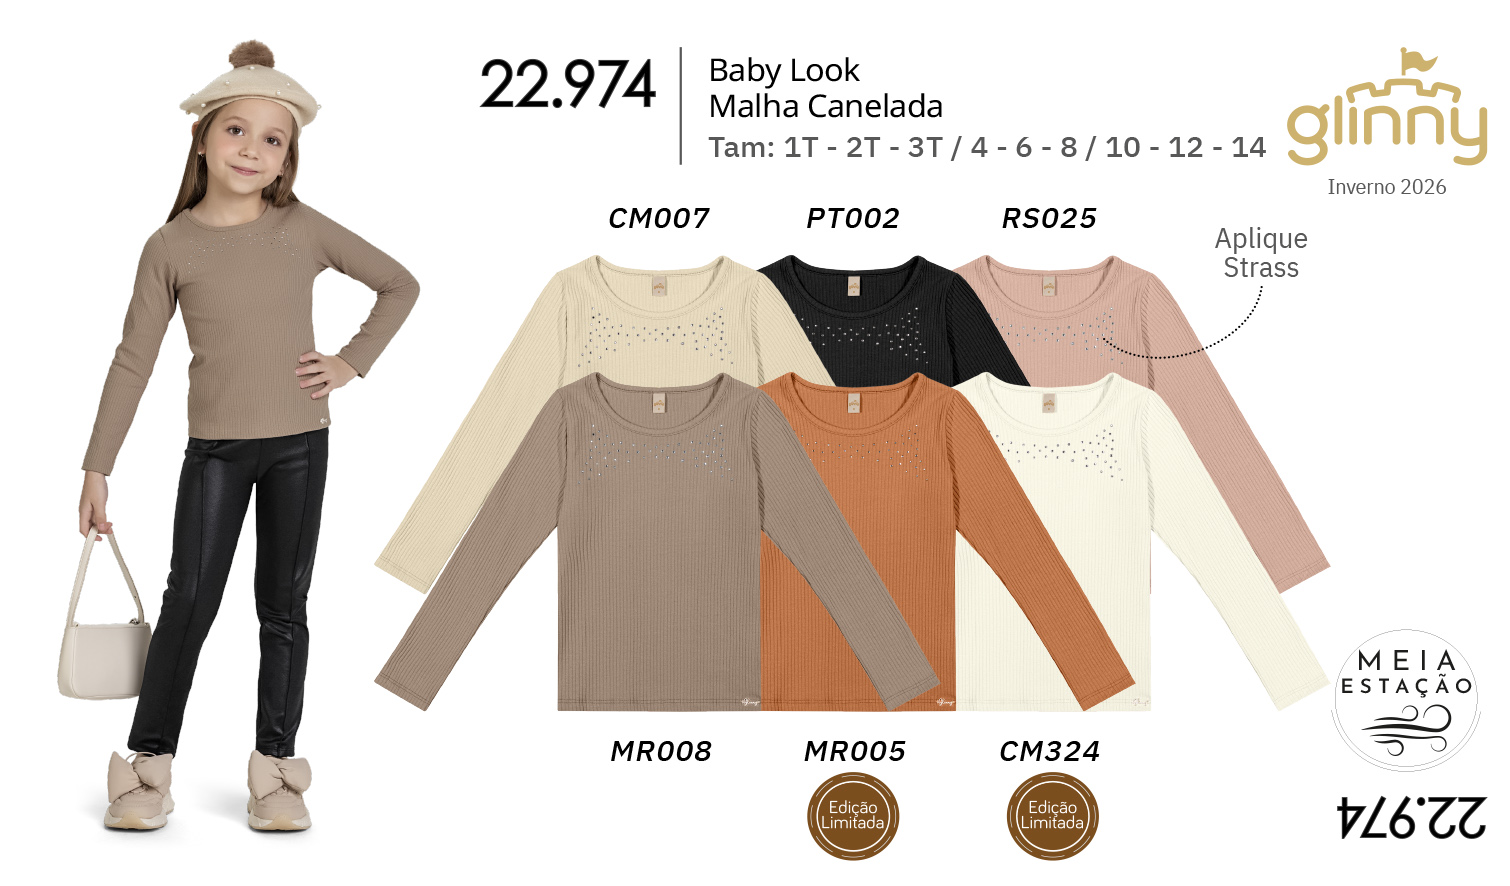 22.974
Baby Look
Malha Canelada
Tam: 1T - 2T - 3T / 4 - 6 - 8 / 10 - 12 - 14
glinny
Inverno 2026
CM007
PT002
RS025
Aplique
Strass
MR008
MR005
CM324
Edição
Limitada
Edição
Limitada
MEIA
ESTAÇÃO
22.974